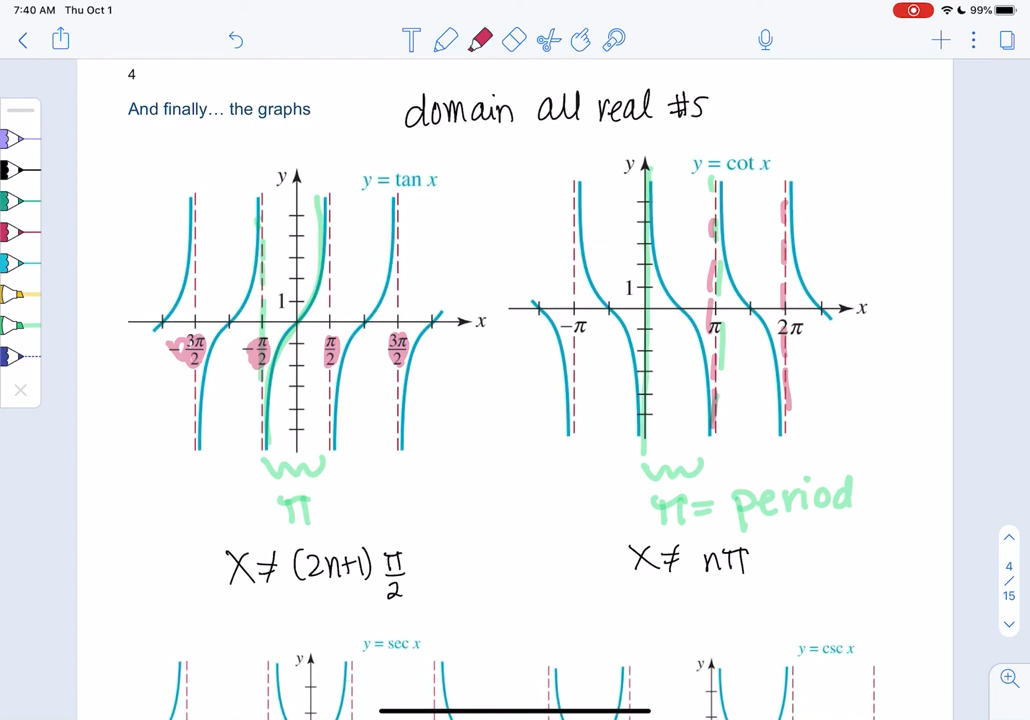 7:40 AM Thu Oct 1
99%
T
4
And finally… the graphs
domain all real #s
y
y = tan x
1
x
-3π/2
-π/2
π/2
3π/2
π
x ≠ (2n+1) π/2
y
y = cot x
1
x
-π
π
2π
π = period
x ≠ nπ
4
/
15
y
y = sec x
y
y = csc x